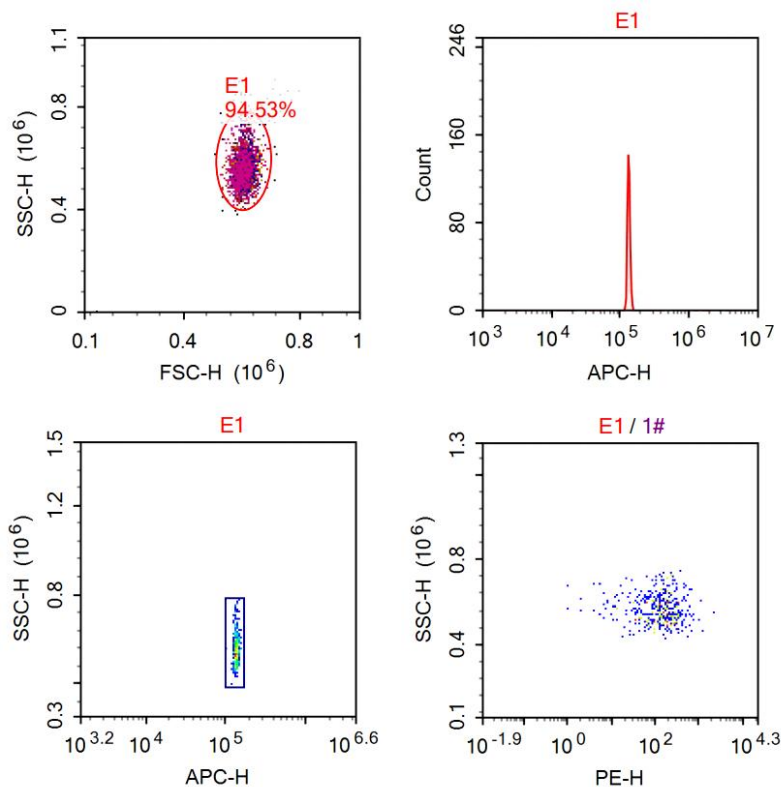 1.1
0.8
0.4
0
SSC-H (10^6)
E1
94.53%
0.1 0.4 0.8 1
FSC-H (10^6)
E1
246
160
80
0
Count
10^3 10^4 10^5 10^6 10^7
APC-H
E1
1.5
1.2
0.8
0.3
SSC-H (10^6)
10^3.2 10^4 10^5 10^6.6
APC-H
E1 / 1#
1.3
0.8
0.4
0.1
SSC-H (10^6)
10^-1.9 10^0 10^2 10^4.3
PE-H